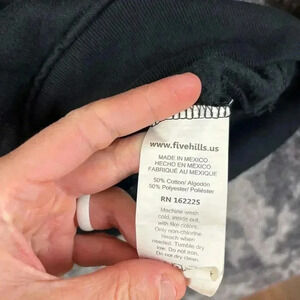 www.fivehills.us
MADE IN MEXICO
HECHO EN MÉXICO
FABRIQUÉ AU MEXIQUE
50% Cotton/ Algodón
50% Polyester/ Poliéster
RN 162225
Machine wash
cold, inside out,
with like colors.
Only non-chlorine
bleach when
needed. Tumble dry
low. Do not iron.
Do not dry clean.